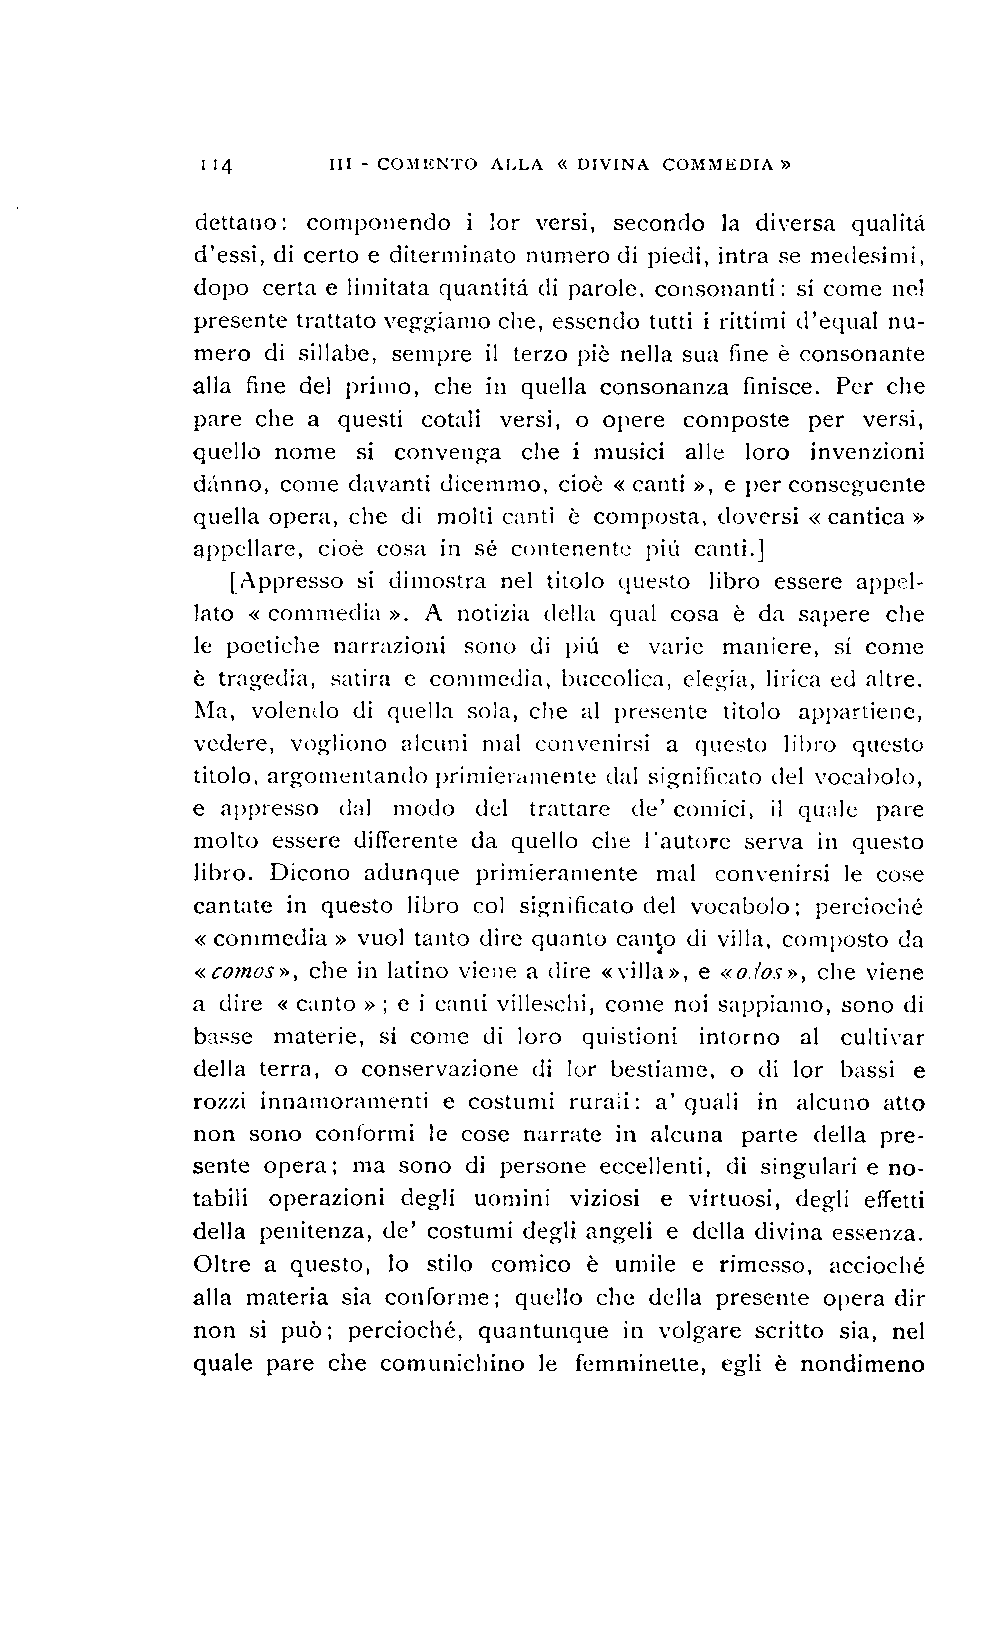 114 III - COMENTO ALLA « DIVINA COMMEDIA »
dettano: componendo i lor versi, secondo la diversa qualitá
d'essi, di certo e diterminato numero di piedi, intra se medesimi,
dopo certa e limitata quantitá di parole, consonanti: sí come nel
presente trattato veggiamo che, essendo tutti i rittimi d'equal nu-
mero di sillabe, sempre il terzo piè nella sua fine è consonante
alla fine del primo, che in quella consonanza finisce. Per che
pare che a questi cotali versi, o opere composte per versi,
quello nome si convenga che i musici alle loro invenzioni
dánno, come davanti dicemmo, cioè « canti », e per conseguente
quella opera, che di molti canti è composta, doversi « cantica »
appellare, cioè cosa in sé contenente piú canti.]
[Appresso si dimostra nel titolo questo libro essere appel-
lato « commedia ». A notizia della qual cosa è da sapere che
le poetiche narrazioni sono di piú e varie maniere, sí come
è tragedia, satira e commedia, buccolica, elegia, lirica ed altre.
Ma, volendo di quella sola, che al presente titolo appartiene,
vedere, vogliono alcuni mal convenirsi a questo libro questo
titolo, argomentando primieramente dal significato del vocabolo,
e appresso dal modo del trattare de' comici, il quale pare
molto essere differente da quello che l'autore serva in questo
libro. Dicono adunque primieramente mal convenirsi le cose
cantate in questo libro col significato del vocabolo; percioché
« commedia » vuol tanto dire quanto canto di villa, composto da
«comos», che in latino viene a dire «villa», e «odos», che viene
a dire « canto » ; e i canti villeschi, come noi sappiamo, sono di
basse materie, sí come di loro quistioni intorno al cultivar
della terra, o conservazione di lor bestiame, o di lor bassi e
rozzi innamoramenti e costumi rurali: a' quali in alcuno atto
non sono conformi le cose narrate in alcuna parte della pre-
sente opera; ma sono di persone eccellenti, di singulari e no-
tabili operazioni degli uomini viziosi e virtuosi, degli effetti
della penitenza, de' costumi degli angeli e della divina essenza.
Oltre a questo, lo stilo comico è umile e rimesso, accioché
alla materia sia conforme; quello che della presente opera dir
non si può; percioché, quantunque in volgare scritto sia, nel
quale pare che comunichino le femminette, egli è nondimeno